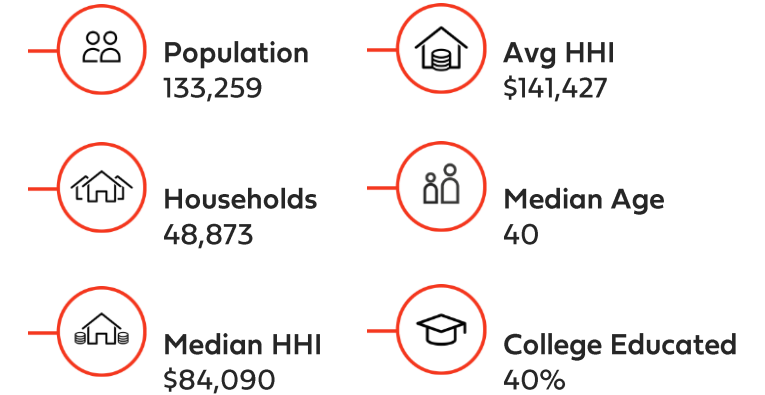 Population
133,259
Avg HHI
$141,427
Households
48,873
Median Age
40
Median HHI
$84,090
College Educated
40%